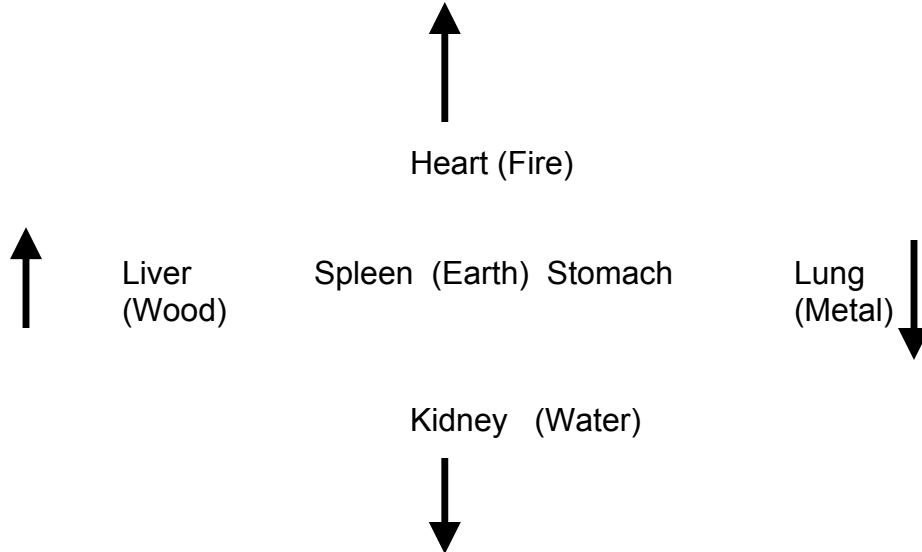 Heart (Fire)
Liver Spleen (Earth) Stomach Lung
(Wood) (Metal)
Kidney (Water)